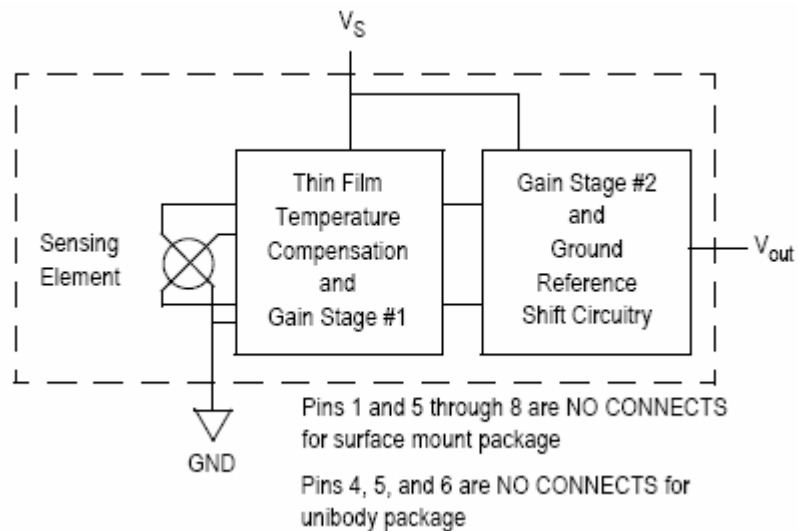 V_S
Sensing
Element
Thin Film
Temperature
Compensation
and
Gain Stage #1
Gain Stage #2
and
Ground
Reference
Shift Circuitry
V_out
GND
Pins 1 and 5 through 8 are NO CONNECTS
for surface mount package
Pins 4, 5, and 6 are NO CONNECTS for
unibody package